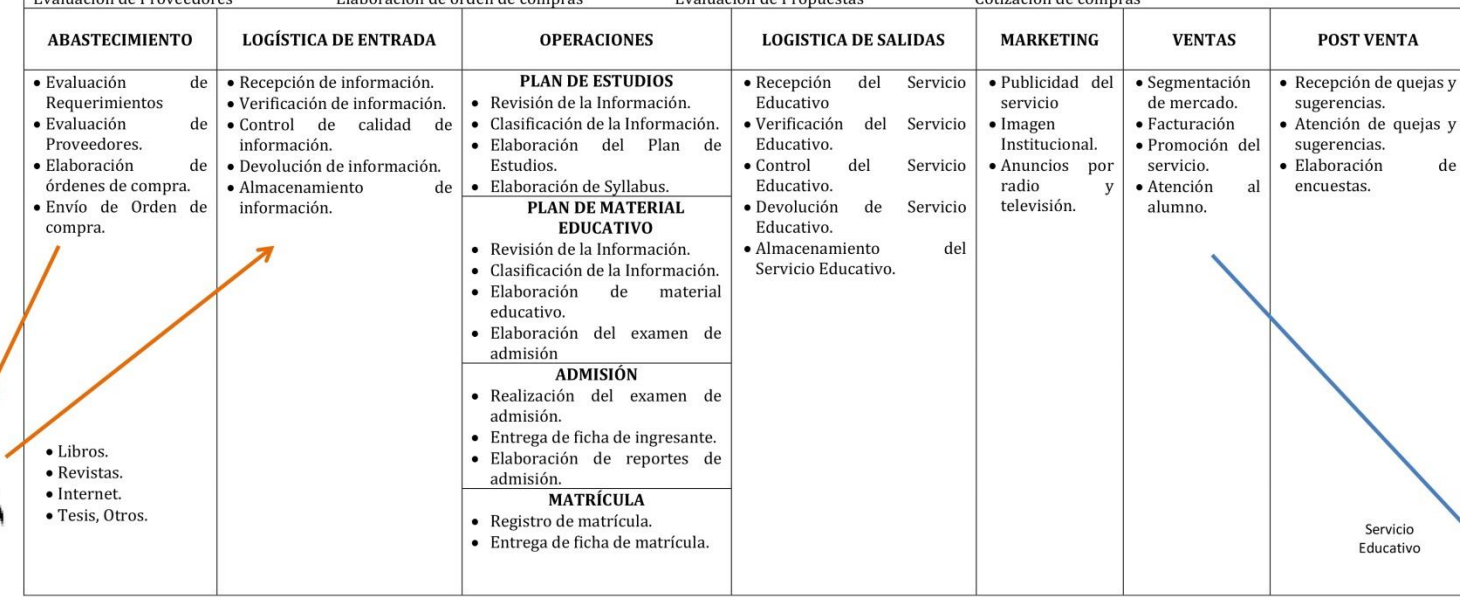 Evaluación de Proveedores Elaboración de orden de compras Evaluación de Propuestas Cotización de compras
ABASTECIMIENTO
LOGÍSTICA DE ENTRADA
OPERACIONES
LOGISTICA DE SALIDAS
MARKETING
VENTAS
POST VENTA
• Evaluación de
Requerimientos
• Evaluación de
Proveedores.
• Elaboración de
órdenes de compra.
• Envío de Orden de
compra.
• Libros.
• Revistas.
• Internet.
• Tesis, Otros.
• Recepción de información.
• Verificación de información.
• Control de calidad de
información.
• Devolución de información.
• Almacenamiento de
información.
PLAN DE ESTUDIOS
• Revisión de la Información.
• Clasificación de la Información.
• Elaboración del Plan de
Estudios.
• Elaboración de Syllabus.
PLAN DE MATERIAL
EDUCATIVO
• Revisión de la Información.
• Clasificación de la Información.
• Elaboración de material
educativo.
• Elaboración del examen de
admisión
ADMISIÓN
• Realización del examen de
admisión.
• Entrega de ficha de ingresante.
• Elaboración de reportes de
admisión.
MATRÍCULA
• Registro de matrícula.
• Entrega de ficha de matrícula.
• Recepción del Servicio
Educativo
• Verificación del Servicio
Educativo.
• Control del Servicio
Educativo.
• Devolución de Servicio
Educativo.
• Almacenamiento del
Servicio Educativo.
• Publicidad del
servicio
• Imagen
Institucional.
• Anuncios por
radio y
televisión.
• Segmentación
de mercado.
• Facturación
• Promoción del
servicio.
• Atención al
alumno.
• Recepción de quejas y
sugerencias.
• Atención de quejas y
sugerencias.
• Elaboración de
encuestas.
Servicio
Educativo